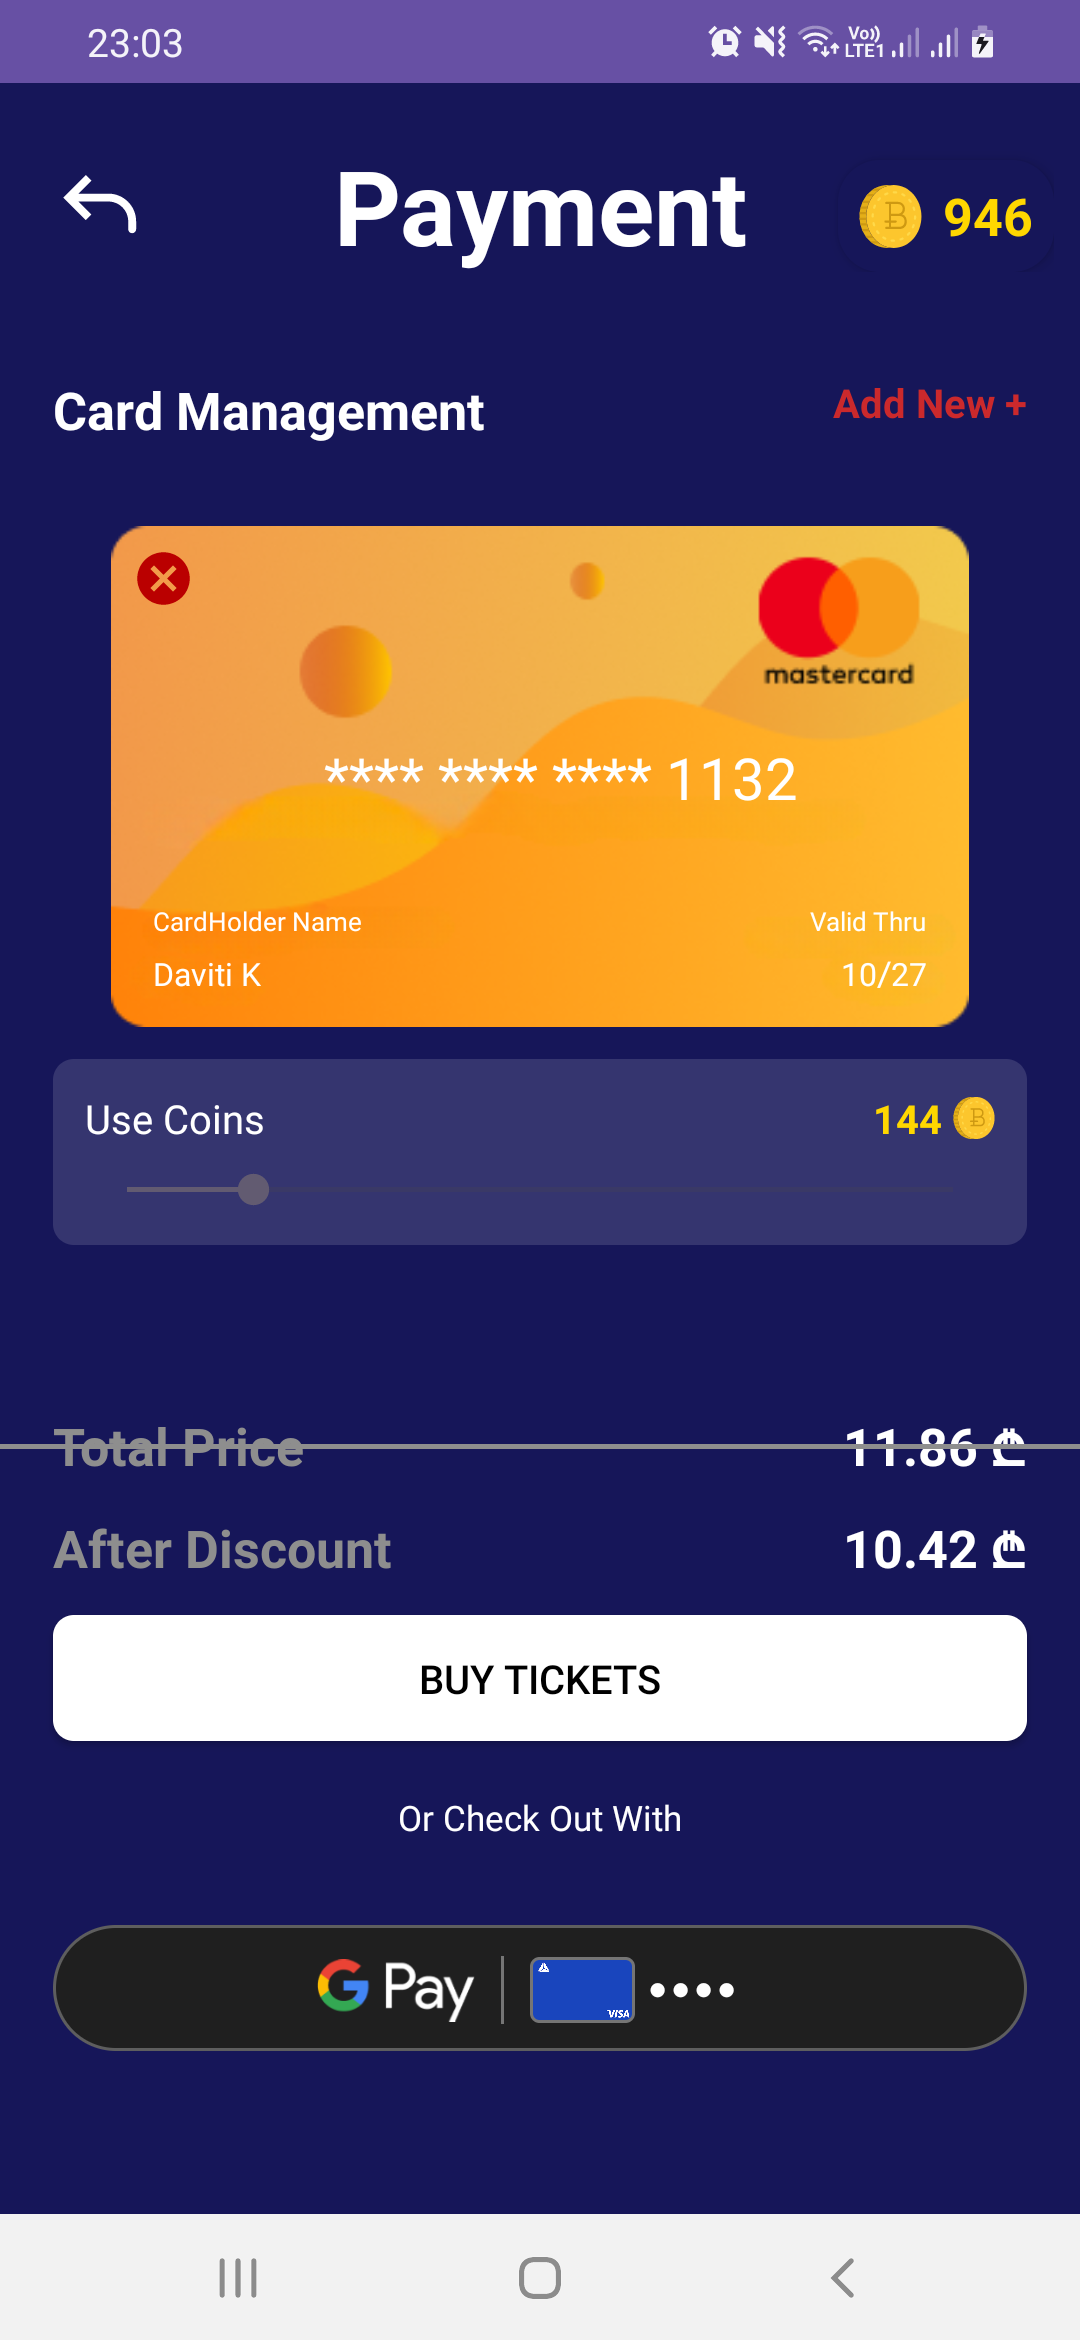 23:03
Vo))
LTE1
Payment
946
Card Management
Add New +
mastercard
**** **** **** 1132
CardHolder Name
Valid Thru
Daviti K
10/27
Use Coins
144
Total Price
11.86 ₾
After Discount
10.42 ₾
BUY TICKETS
Or Check Out With
G Pay
VISA
••••